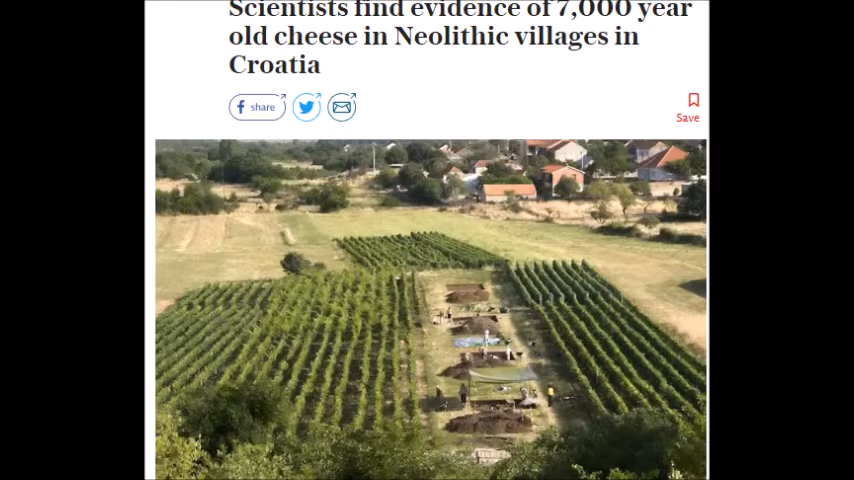 Scientists find evidence of 7,000 year
old cheese in Neolithic villages in
Croatia
share
Save